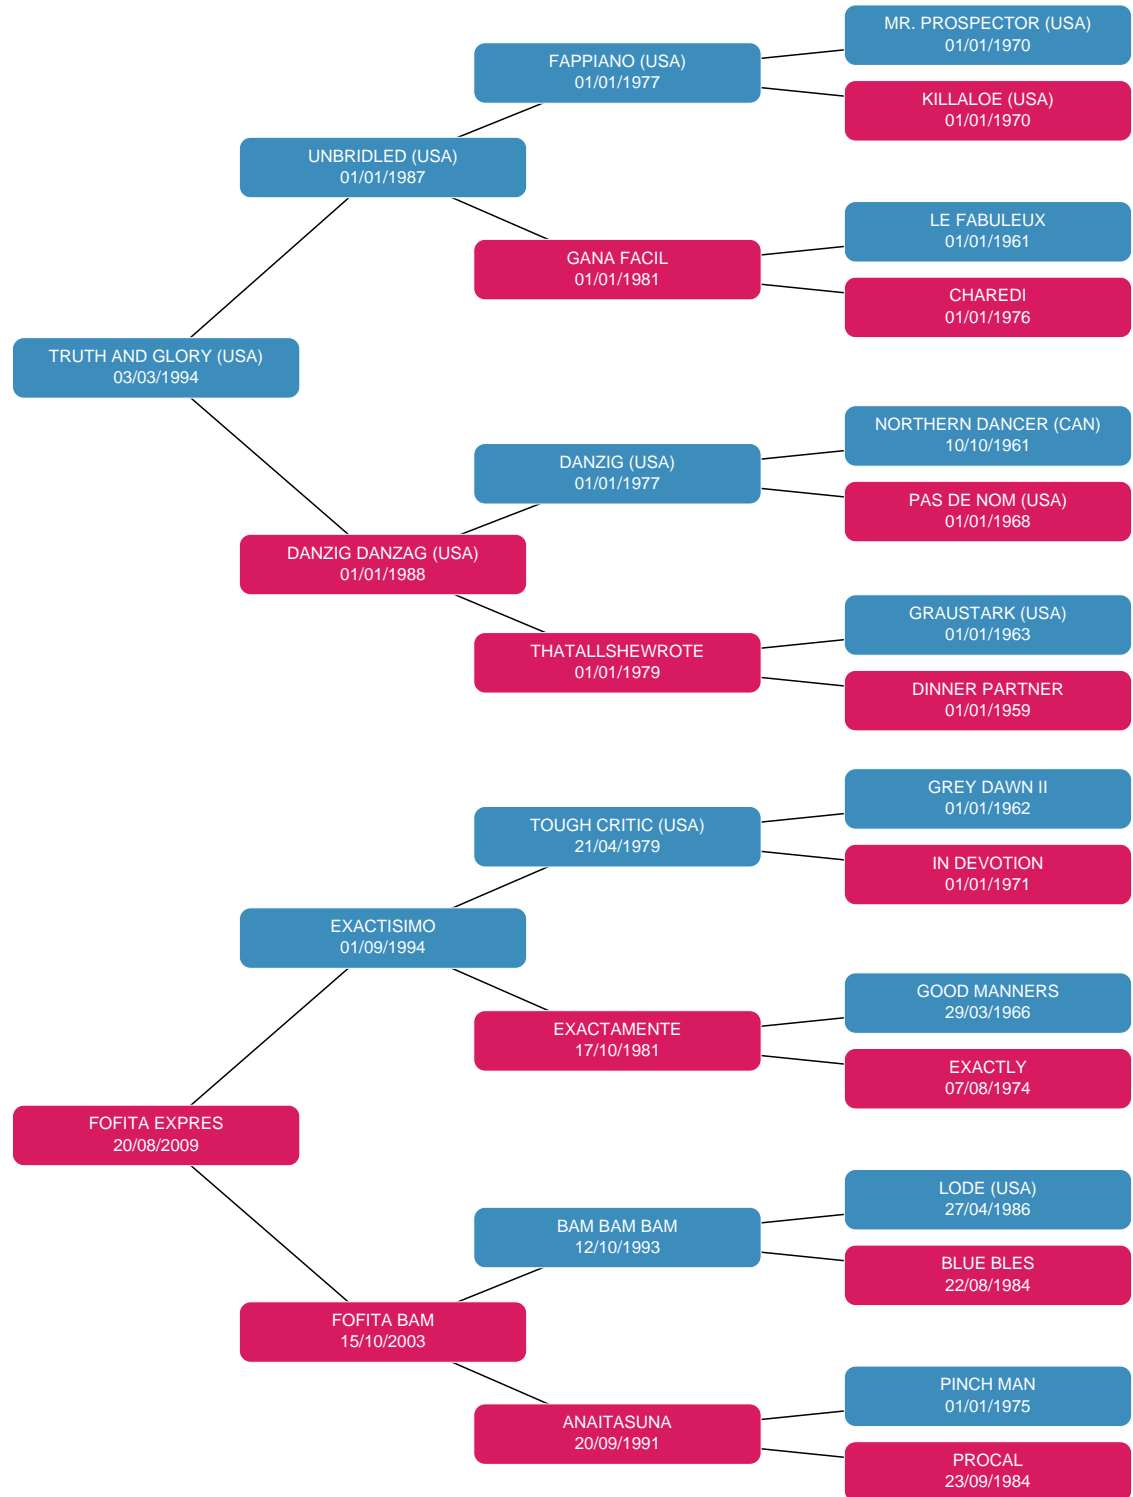 MR. PROSPECTOR (USA)
01/01/1970
FAPPIANO (USA)
01/01/1977
KILLALOE (USA)
01/01/1970
UNBRIDLED (USA)
01/01/1987
LE FABULEUX
01/01/1961
GANA FACIL
01/01/1981
CHAREDI
01/01/1976
TRUTH AND GLORY (USA)
03/03/1994
NORTHERN DANCER (CAN)
10/10/1961
DANZIG (USA)
01/01/1977
PAS DE NOM (USA)
01/01/1968
DANZIG DANZAG (USA)
01/01/1988
GRAUSTARK (USA)
01/01/1963
THATALLSHEWROTE
01/01/1979
DINNER PARTNER
01/01/1959
GREY DAWN II
01/01/1962
TOUGH CRITIC (USA)
21/04/1979
IN DEVOTION
01/01/1971
EXACTISIMO
01/09/1994
GOOD MANNERS
29/03/1966
EXACTAMENTE
17/10/1981
EXACTLY
07/08/1974
FOFITA EXPRES
20/08/2009
LODE (USA)
27/04/1986
BAM BAM BAM
12/10/1993
BLUE BLES
22/08/1984
FOFITA BAM
15/10/2003
PINCH MAN
01/01/1975
ANAITASUNA
20/09/1991
PROCAL
23/09/1984